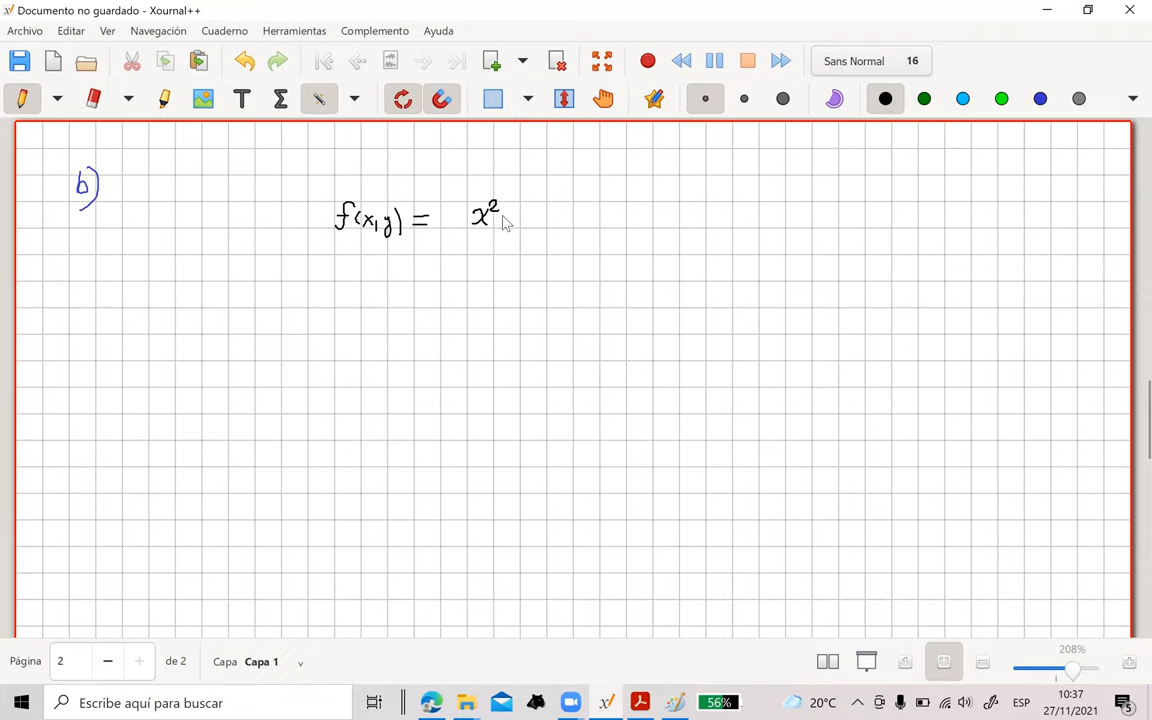 Documento no guardado - Xournal++
Archivo Editar Ver Navegación Cuaderno Herramientas Complemento Ayuda
Sans Normal 16
b)
f(x,y) = x²
Página 2 de 2 Capa Capa 1
208%
Escribe aquí para buscar
56%
20°C
ESP
10:37
27/11/2021
5